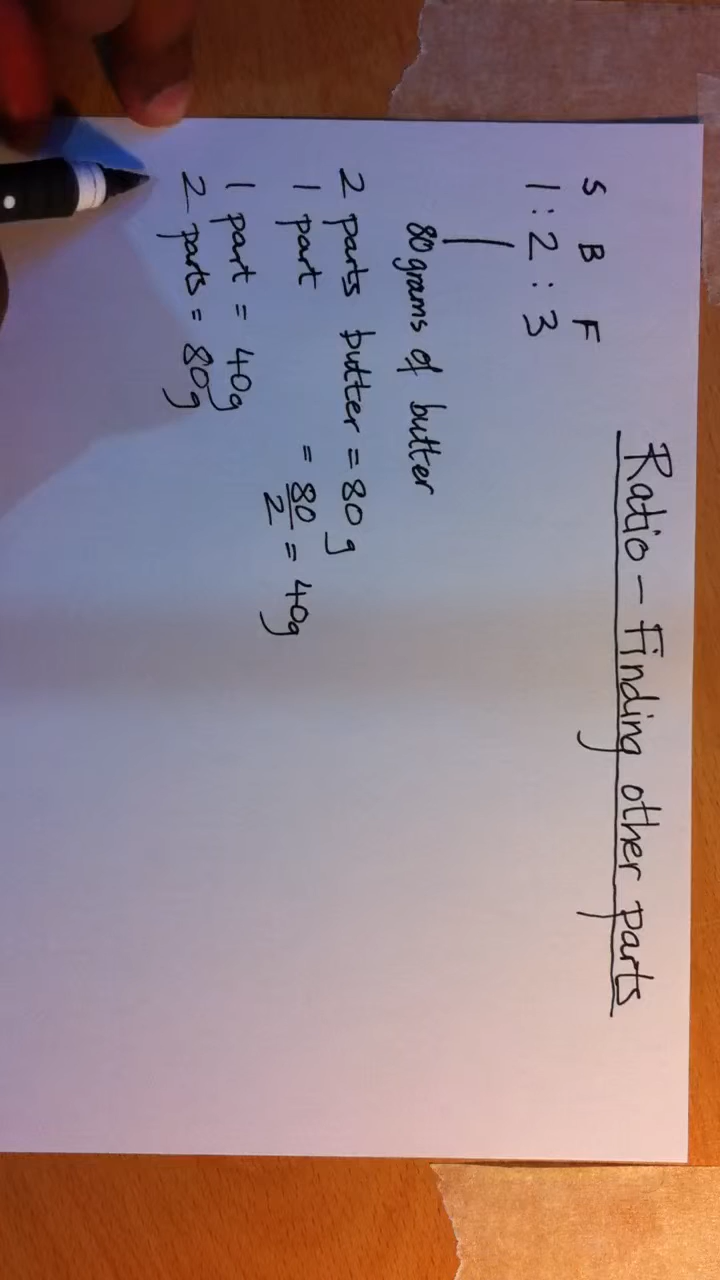 Ratio - Finding other parts
S B F
1 : 2 : 3
80 grams of butter
2 parts butter = 80g
1 part = 80/2 = 40g
1 part = 40g
2 parts = 80g